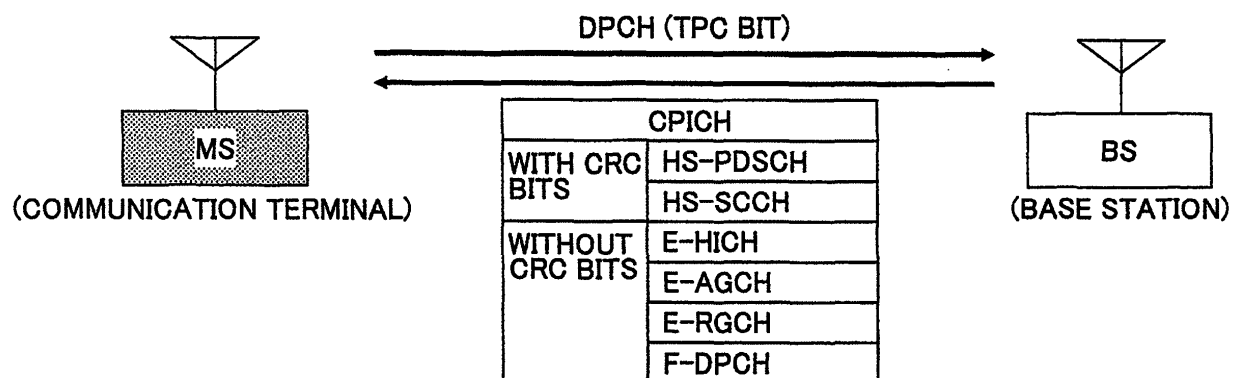 DPCH (TPC BIT)
MS
(COMMUNICATION TERMINAL)
BS
(BASE STATION)
CPICH
WITH CRC
BITS
HS-PDSCH
HS-SCCH
WITHOUT
CRC BITS
E-HICH
E-AGCH
E-RGCH
F-DPCH